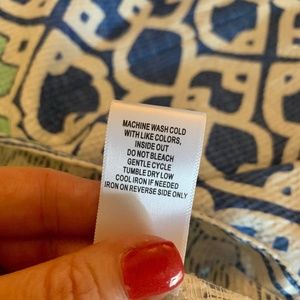 MACHINE WASH COLD
WITH LIKE COLORS,
INSIDE OUT
DO NOT BLEACH
GENTLE CYCLE
TUMBLE DRY LOW
COOL IRON IF NEEDED
IRON ON REVERSE SIDE ONLY